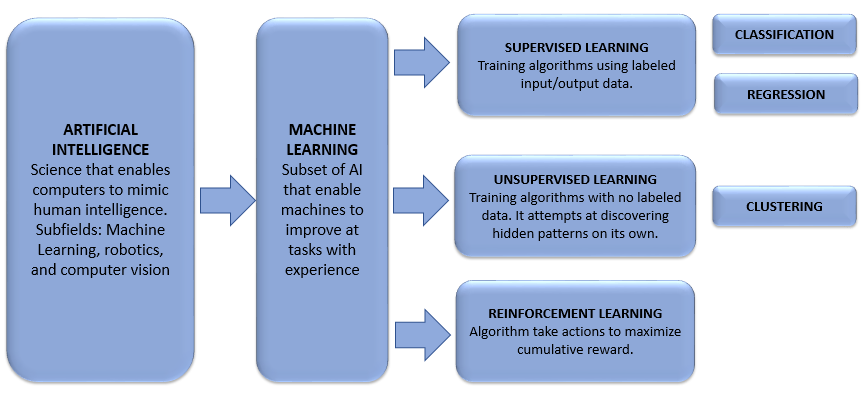 ARTIFICIAL
INTELLIGENCE
Science that enables
computers to mimic
human intelligence.
Subfields: Machine
Learning, robotics,
and computer vision
MACHINE
LEARNING
Subset of AI
that enable
machines to
improve at
tasks with
experience
SUPERVISED LEARNING
Training algorithms using labeled
input/output data.
CLASSIFICATION
REGRESSION
UNSUPERVISED LEARNING
Training algorithms with no labeled
data. It attempts at discovering
hidden patterns on its own.
CLUSTERING
REINFORCEMENT LEARNING
Algorithm take actions to maximize
cumulative reward.